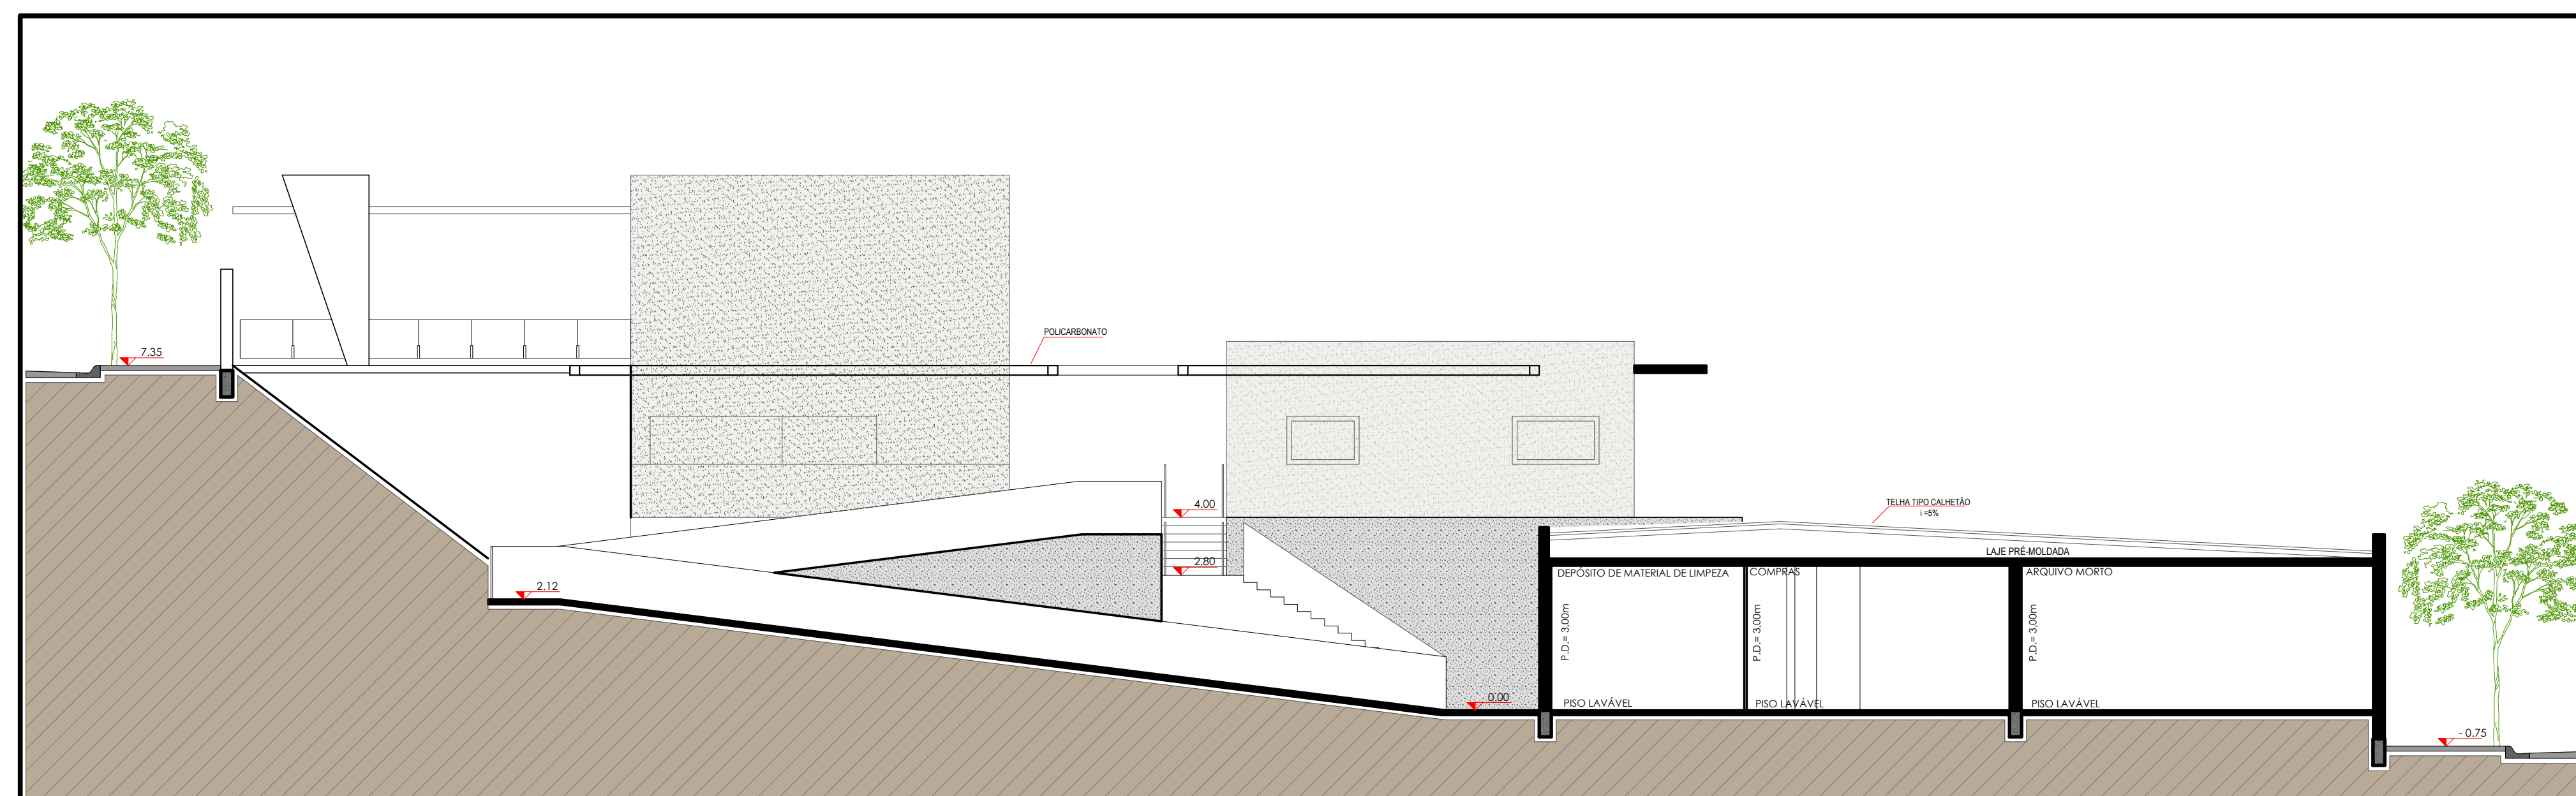 POLICARBONATO
7.35
4.00
TELHA TIPO CALHETÃO
i =5%
LAJE PRÉ-MOLDADA
2.80
DEPÓSITO DE MATERIAL DE LIMPEZA
COMPRAS
ARQUIVO MORTO
2.12
P.D.= 3,00m
P.D.= 3,00m
P.D.= 3,00m
0.00
PISO LAVÁVEL
PISO LAVÁVEL
PISO LAVÁVEL
- 0.75